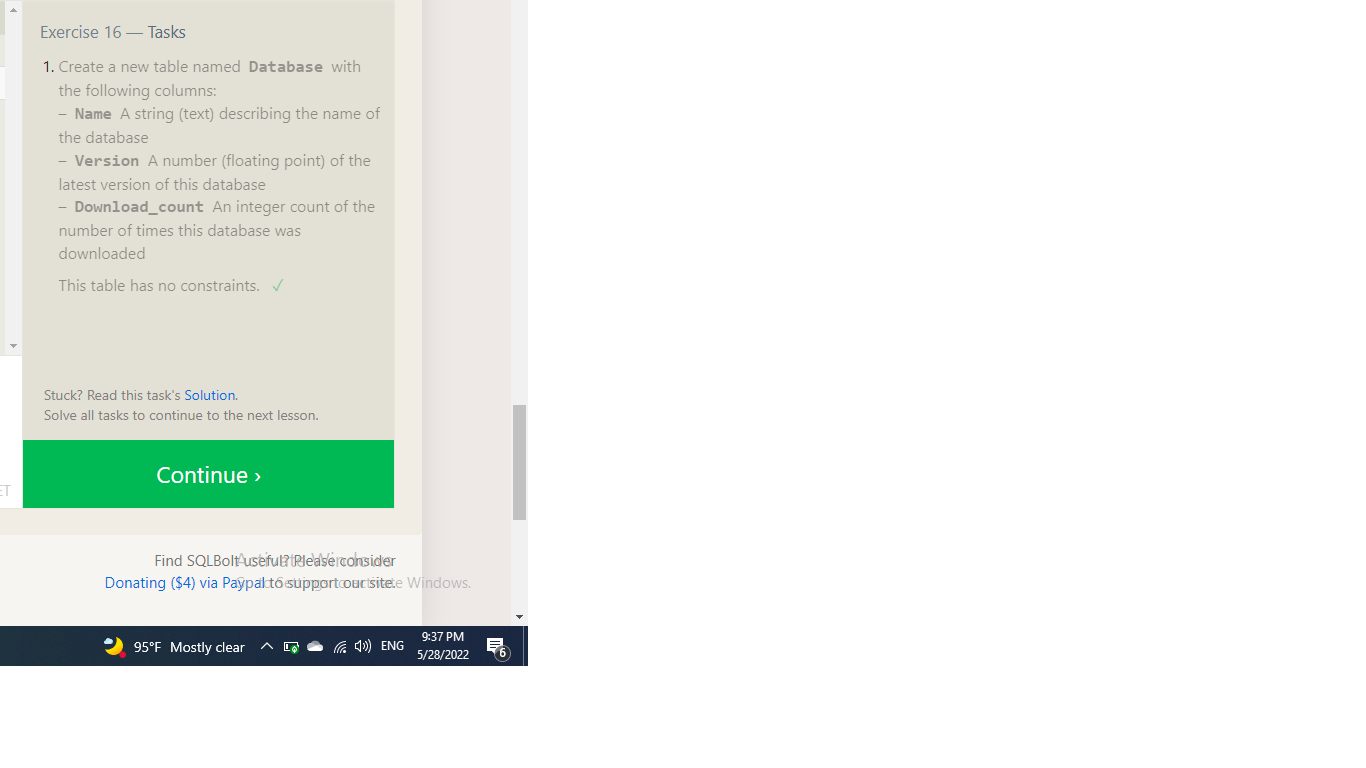 Exercise 16 — Tasks
1. Create a new table named Database with
the following columns:
– Name A string (text) describing the name of
the database
– Version A number (floating point) of the
latest version of this database
– Download_count An integer count of the
number of times this database was
downloaded
This table has no constraints. ✓
Stuck? Read this task's Solution.
Solve all tasks to continue to the next lesson.
Continue ›
ET
Find SQLBolt useful? Please consider
Donating ($4) via Paypal to support our site.
Activate Windows
Go to Settings to activate Windows.
95°F Mostly clear
ENG
9:37 PM
5/28/2022
6